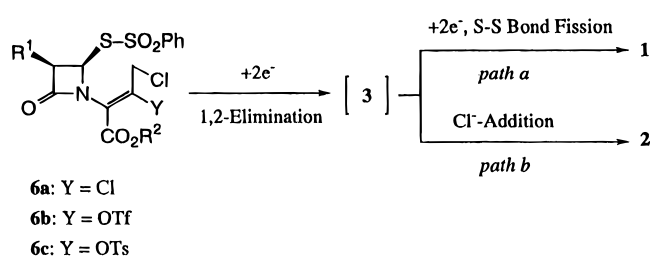 R¹
S–SO₂Ph
S
Cl
Y
O
N
CO₂R²
+2e⁻
1,2-Elimination
[ 3 ]
+2e⁻, S-S Bond Fission
1
path a
Cl⁻-Addition
2
path b
6a: Y = Cl
6b: Y = OTf
6c: Y = OTs